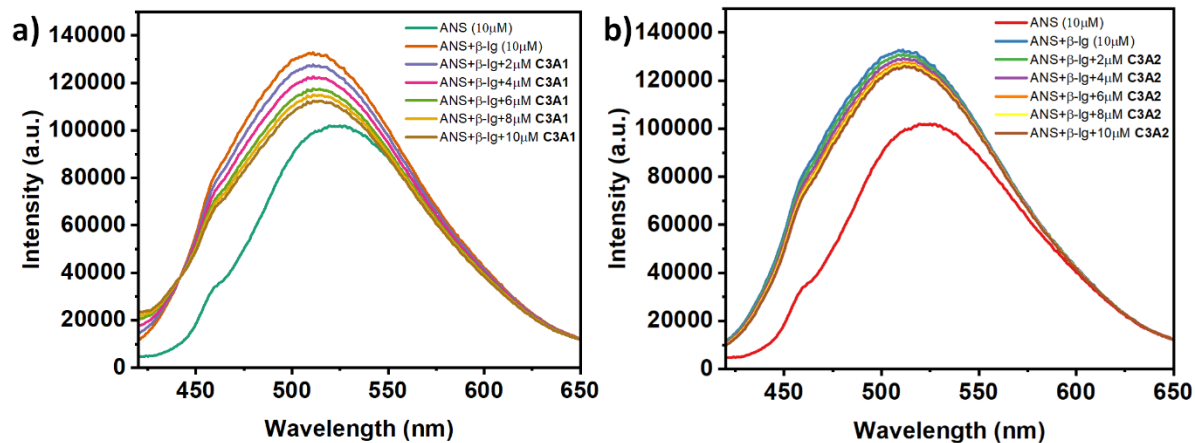 a)
140000
120000
100000
80000
60000
40000
20000
0
Intensity (a.u.)
ANS (10μM)
ANS+β-lg (10μM)
ANS+β-lg+2μM C3A1
ANS+β-lg+4μM C3A1
ANS+β-lg+6μM C3A1
ANS+β-lg+8μM C3A1
ANS+β-lg+10μM C3A1
450 500 550 600 650
Wavelength (nm)
b)
140000
120000
100000
80000
60000
40000
20000
0
Intensity (a.u.)
ANS (10μM)
ANS+β-lg (10μM)
ANS+β-lg+2μM C3A2
ANS+β-lg+4μM C3A2
ANS+β-lg+6μM C3A2
ANS+β-lg+8μM C3A2
ANS+β-lg+10μM C3A2
450 500 550 600 650
Wavelength (nm)